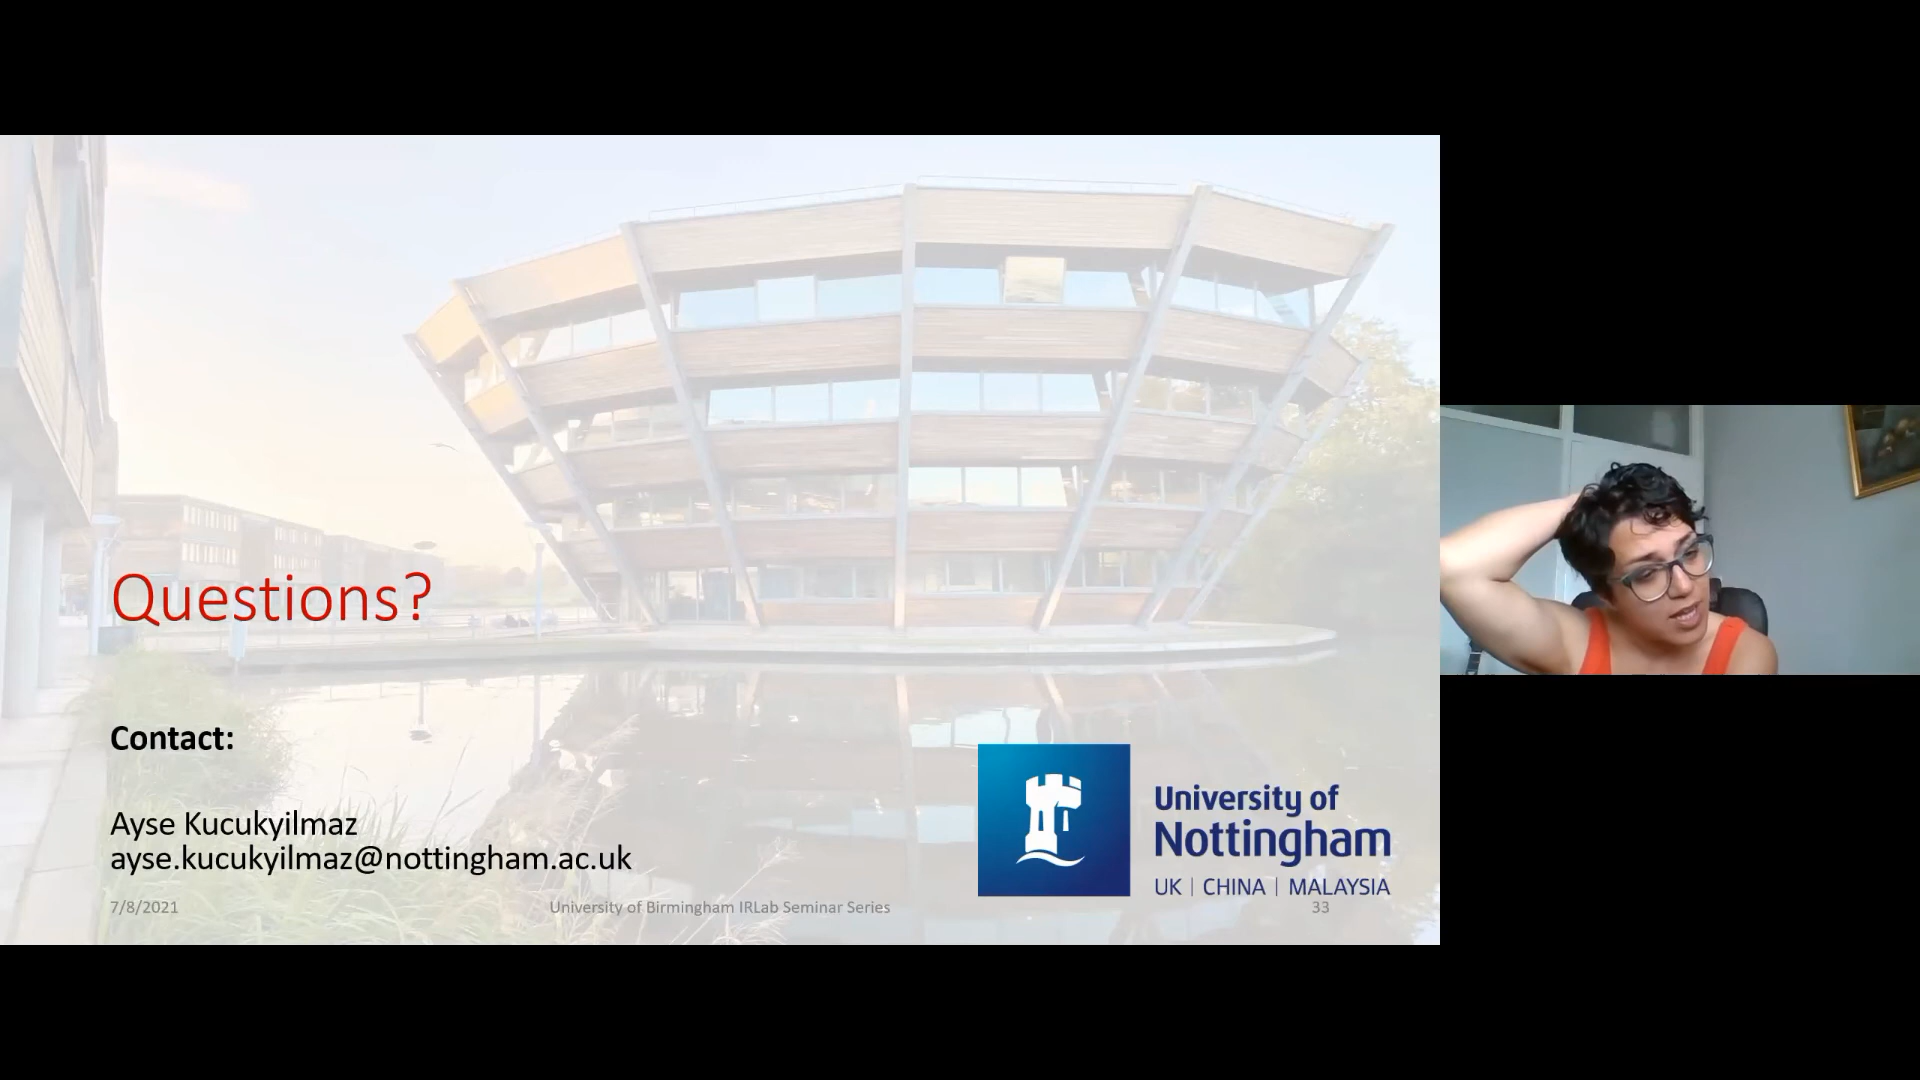 Questions?
Contact:
Ayse Kucukyilmaz
ayse.kucukyilmaz@nottingham.ac.uk
University of
Nottingham
UK | CHINA | MALAYSIA
7/8/2021
University of Birmingham IRLab Seminar Series
33